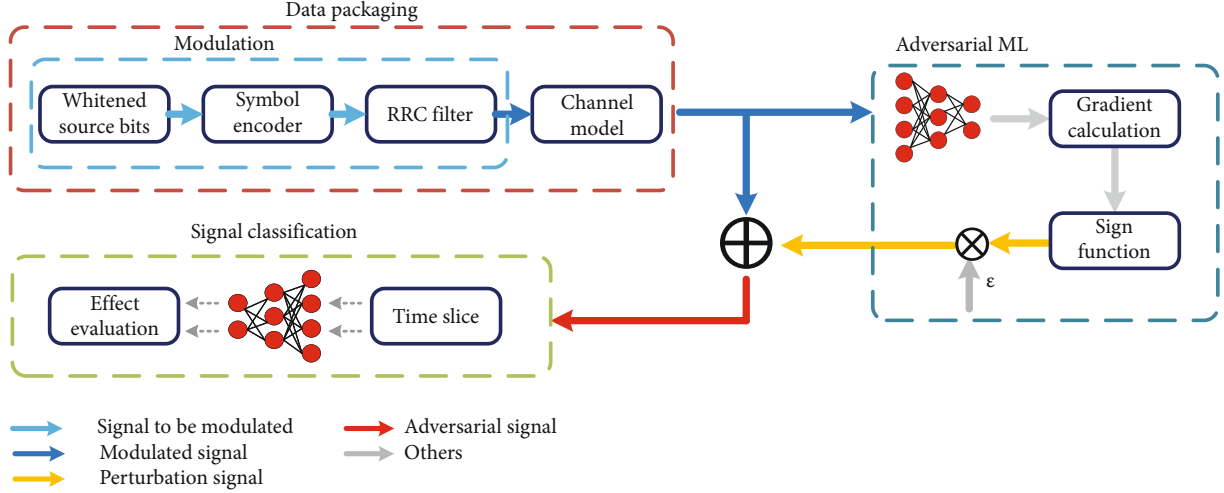 Data packaging
Modulation
Whitened
source bits
Symbol
encoder
RRC filter
Channel
model
Adversarial ML
Gradient
calculation
Sign
function
ε
Signal classification
Effect
evaluation
Time slice
Signal to be modulated
Modulated signal
Perturbation signal
Adversarial signal
Others